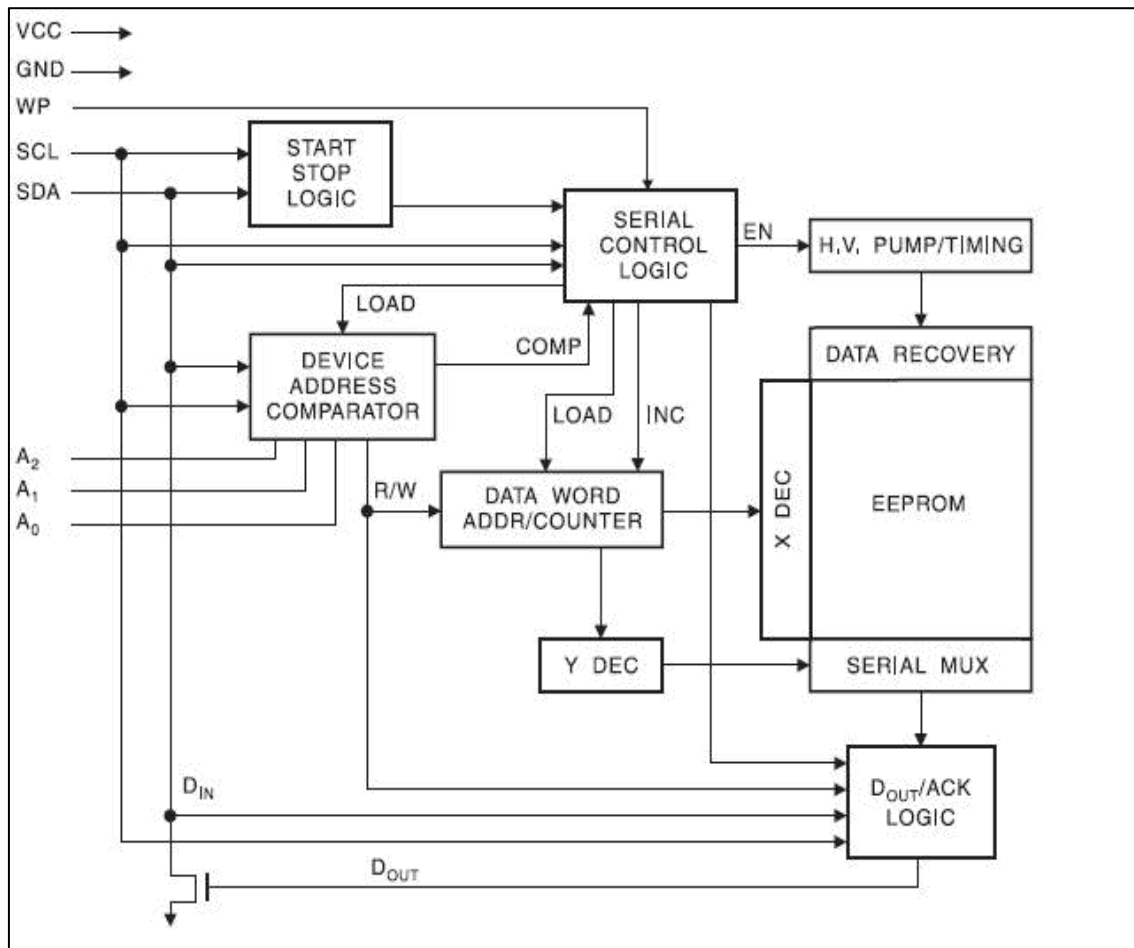 VCC
GND
WP
SCL
SDA
START
STOP
LOGIC
SERIAL
CONTROL
LOGIC
EN
H.V. PUMP/TIMING
LOAD
COMP
DEVICE
ADDRESS
COMPARATOR
DATA RECOVERY
LOAD
INC
A2
A1
A0
R/W
DATA WORD
ADDR/COUNTER
X DEC
EEPROM
Y DEC
SERIAL MUX
DIN
DOUT/ACK
LOGIC
DOUT